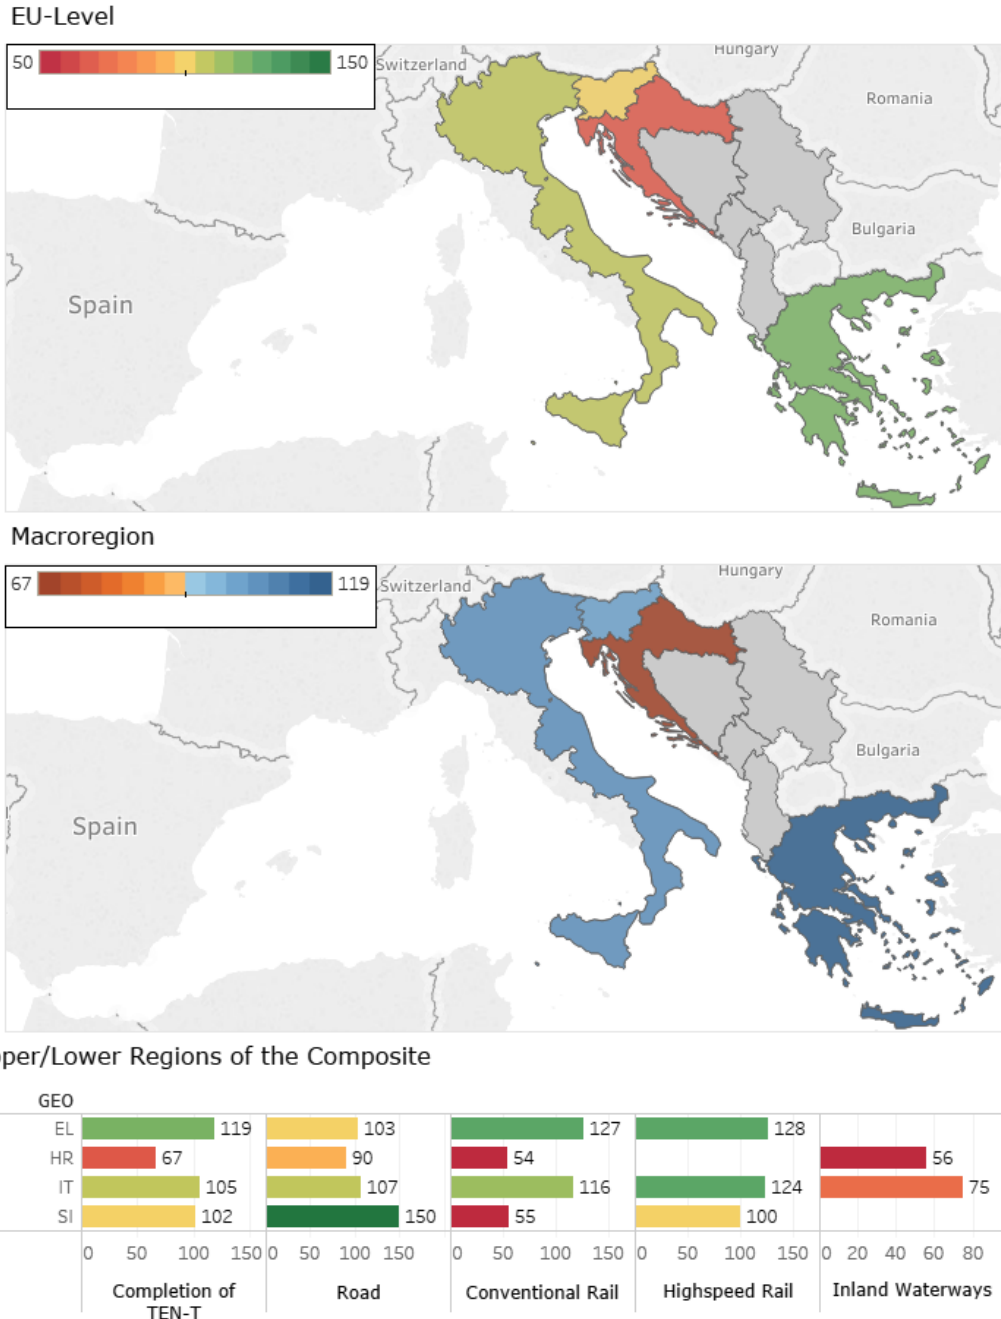 EU-Level
50 150
Switzerland
Hungary
Romania
Bulgaria
Spain
Macroregion
67 119
Switzerland
Hungary
Romania
Bulgaria
Spain
per/Lower Regions of the Composite
GEO
EL 119 103 127 128
HR 67 90 54 56
IT 105 107 116 124 75
SI 102 150 55 100
0 50 100 150 0 50 100 150 0 50 100 150 0 50 100 150 0 20 40 60 80
Completion of TEN-T
Road
Conventional Rail
Highspeed Rail
Inland Waterways